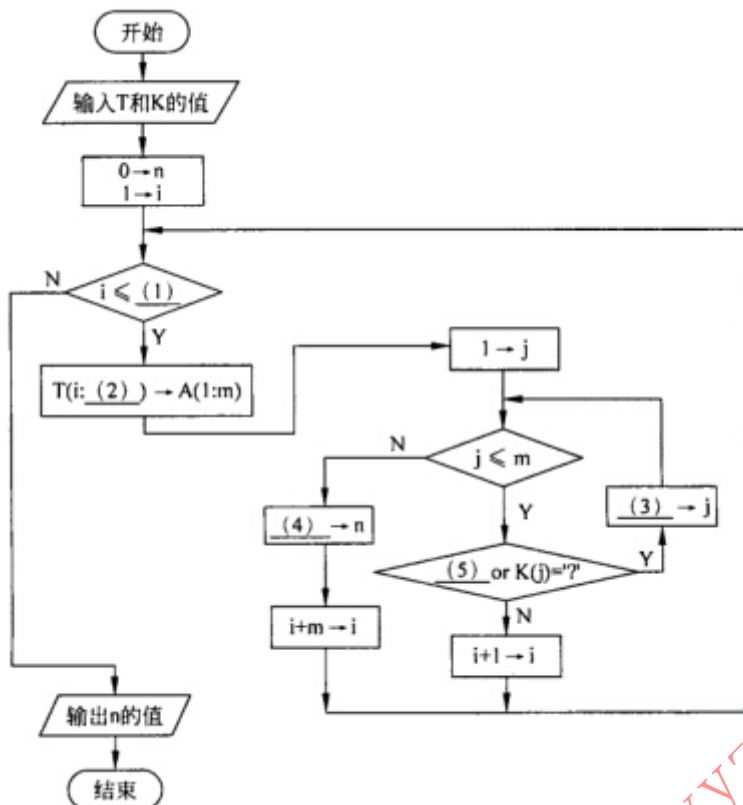 开始
输入T和K的值
0→n
1→i
i ≤ (1)
N
Y
T(i: (2) ) → A(1:m)
1 → j
j ≤ m
N
Y
(4) → n
(3) → j
(5) or K(j)='?'
Y
N
i+m → i
i+1 → i
输出n的值
结束